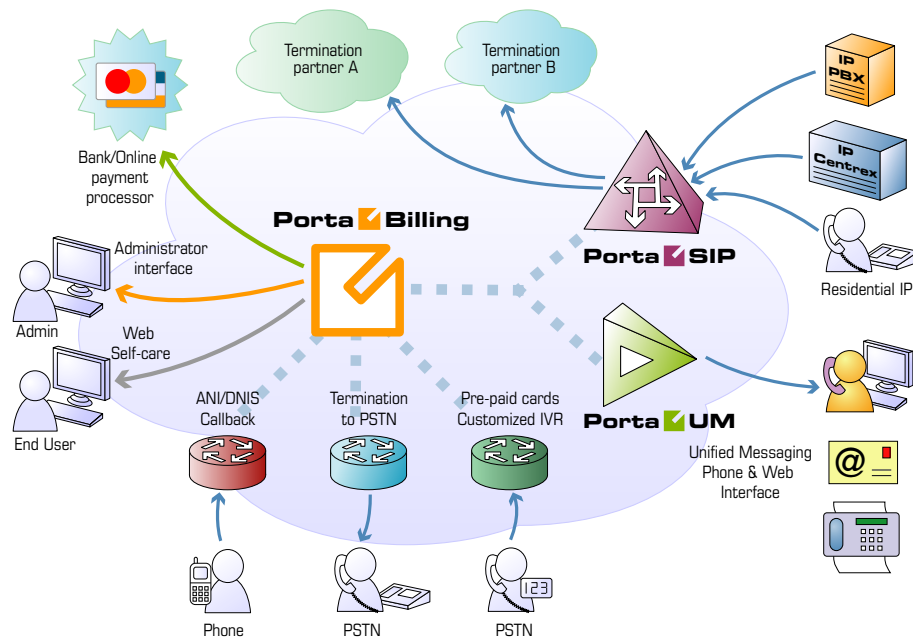 Termination
partner A
Termination
partner B
IP
PBX
IP
Centrex
Bank/Online
payment
processor
Porta Billing
Porta SIP
Administrator
interface
Residential IP
Admin
Web
Self-care
End User
ANI/DNIS
Callback
Termination
to PSTN
Pre-paid cards
Customized IVR
Porta UM
Unified Messaging
Phone & Web
Interface
@
123
Phone
PSTN
PSTN